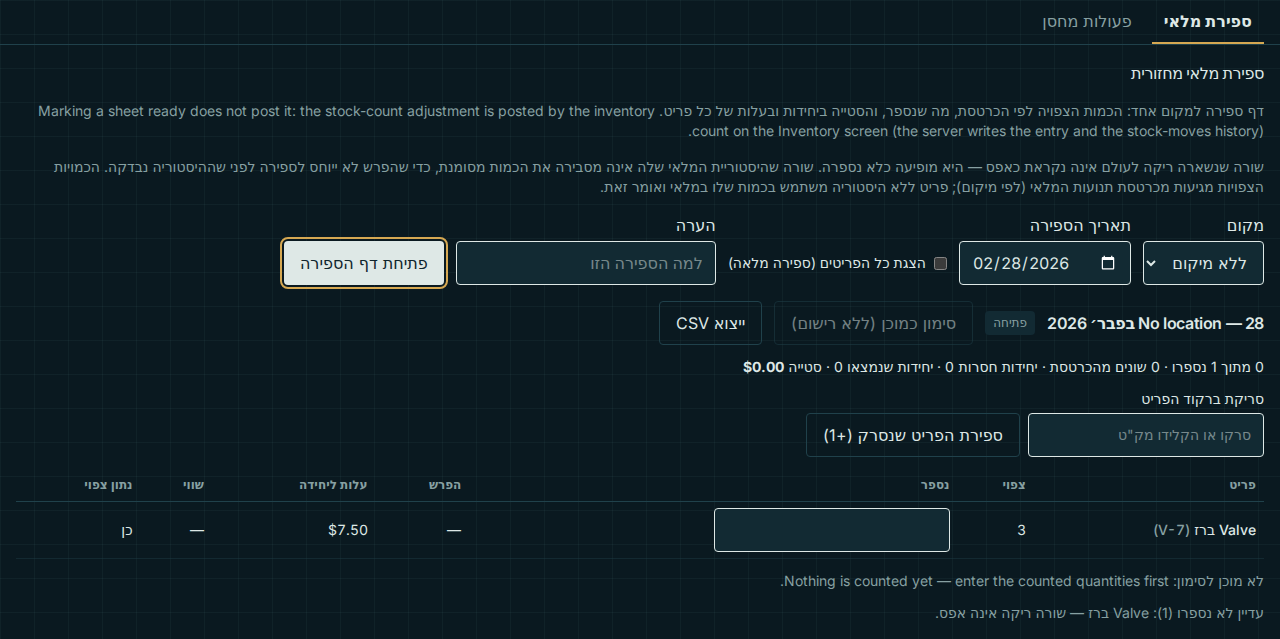 ספירת מלאי
פעולות מחסן
ספירת מלאי מחזורית
דף ספירה למקום אחד: הכמות הצפויה לפי הכרטסת, מה שנספר, והסטייה ביחידות ובעלות של כל פריט. Marking a sheet ready does not post it: the stock-count adjustment is posted by the inventory
count on the Inventory screen (the server writes the entry and the stock-moves history).
שורה שנשארה ריקה לעולם אינה נקראת כאפס — היא מופיעה כלא נספרה. שורה שהיסטוריית המלאי שלה אינה מסבירה את הכמות מסומנת, כדי שהפרש לא ייוחס לספירה לפני שההיסטוריה נבדקה. הכמויות
הצפויות מגיעות מכרטסת תנועות המלאי (לפי מיקום); פריט ללא היסטוריה משתמש בכמות שלו במלאי ואומר זאת.
מקום תאריך הספירה הערה
ללא מיקום 02/28/2026 הצגת כל הפריטים (ספירה מלאה) למה הספירה הזו פתיחת דף הספירה
No location — 28 בפבר׳ 2026 פתיחה סימון כמוכן (ללא רישום) ייצוא CSV
0 מתוך 1 נספרו · 0 שונים מהכרטסת · יחידות חסרות 0 · יחידות שנמצאו 0 · סטייה $0.00
סריקת ברקוד הפריט
סרקו או הקלידו מק"ט ספירת הפריט שנסרק (+1)
פריט צפוי נספר הפרש עלות ליחידה שווי נתון צפוי
Valve ברז (V-7) 3 — $7.50 — כן
לא מוכן לסימון: Nothing is counted yet — enter the counted quantities first.
עדיין לא נספרו (1): Valve ברז — שורה ריקה אינה אפס.